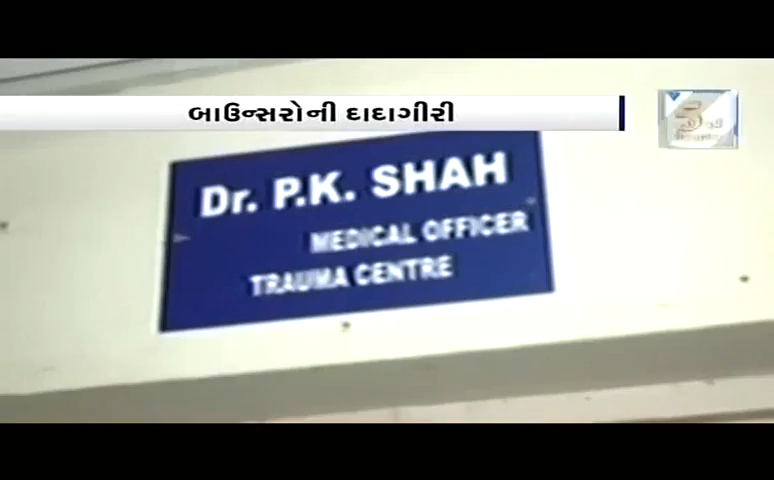 બાઉન્સરોની દાદાગીરી
Dr. P.K. SHAH
MEDICAL OFFICER
TRAUMA CENTRE